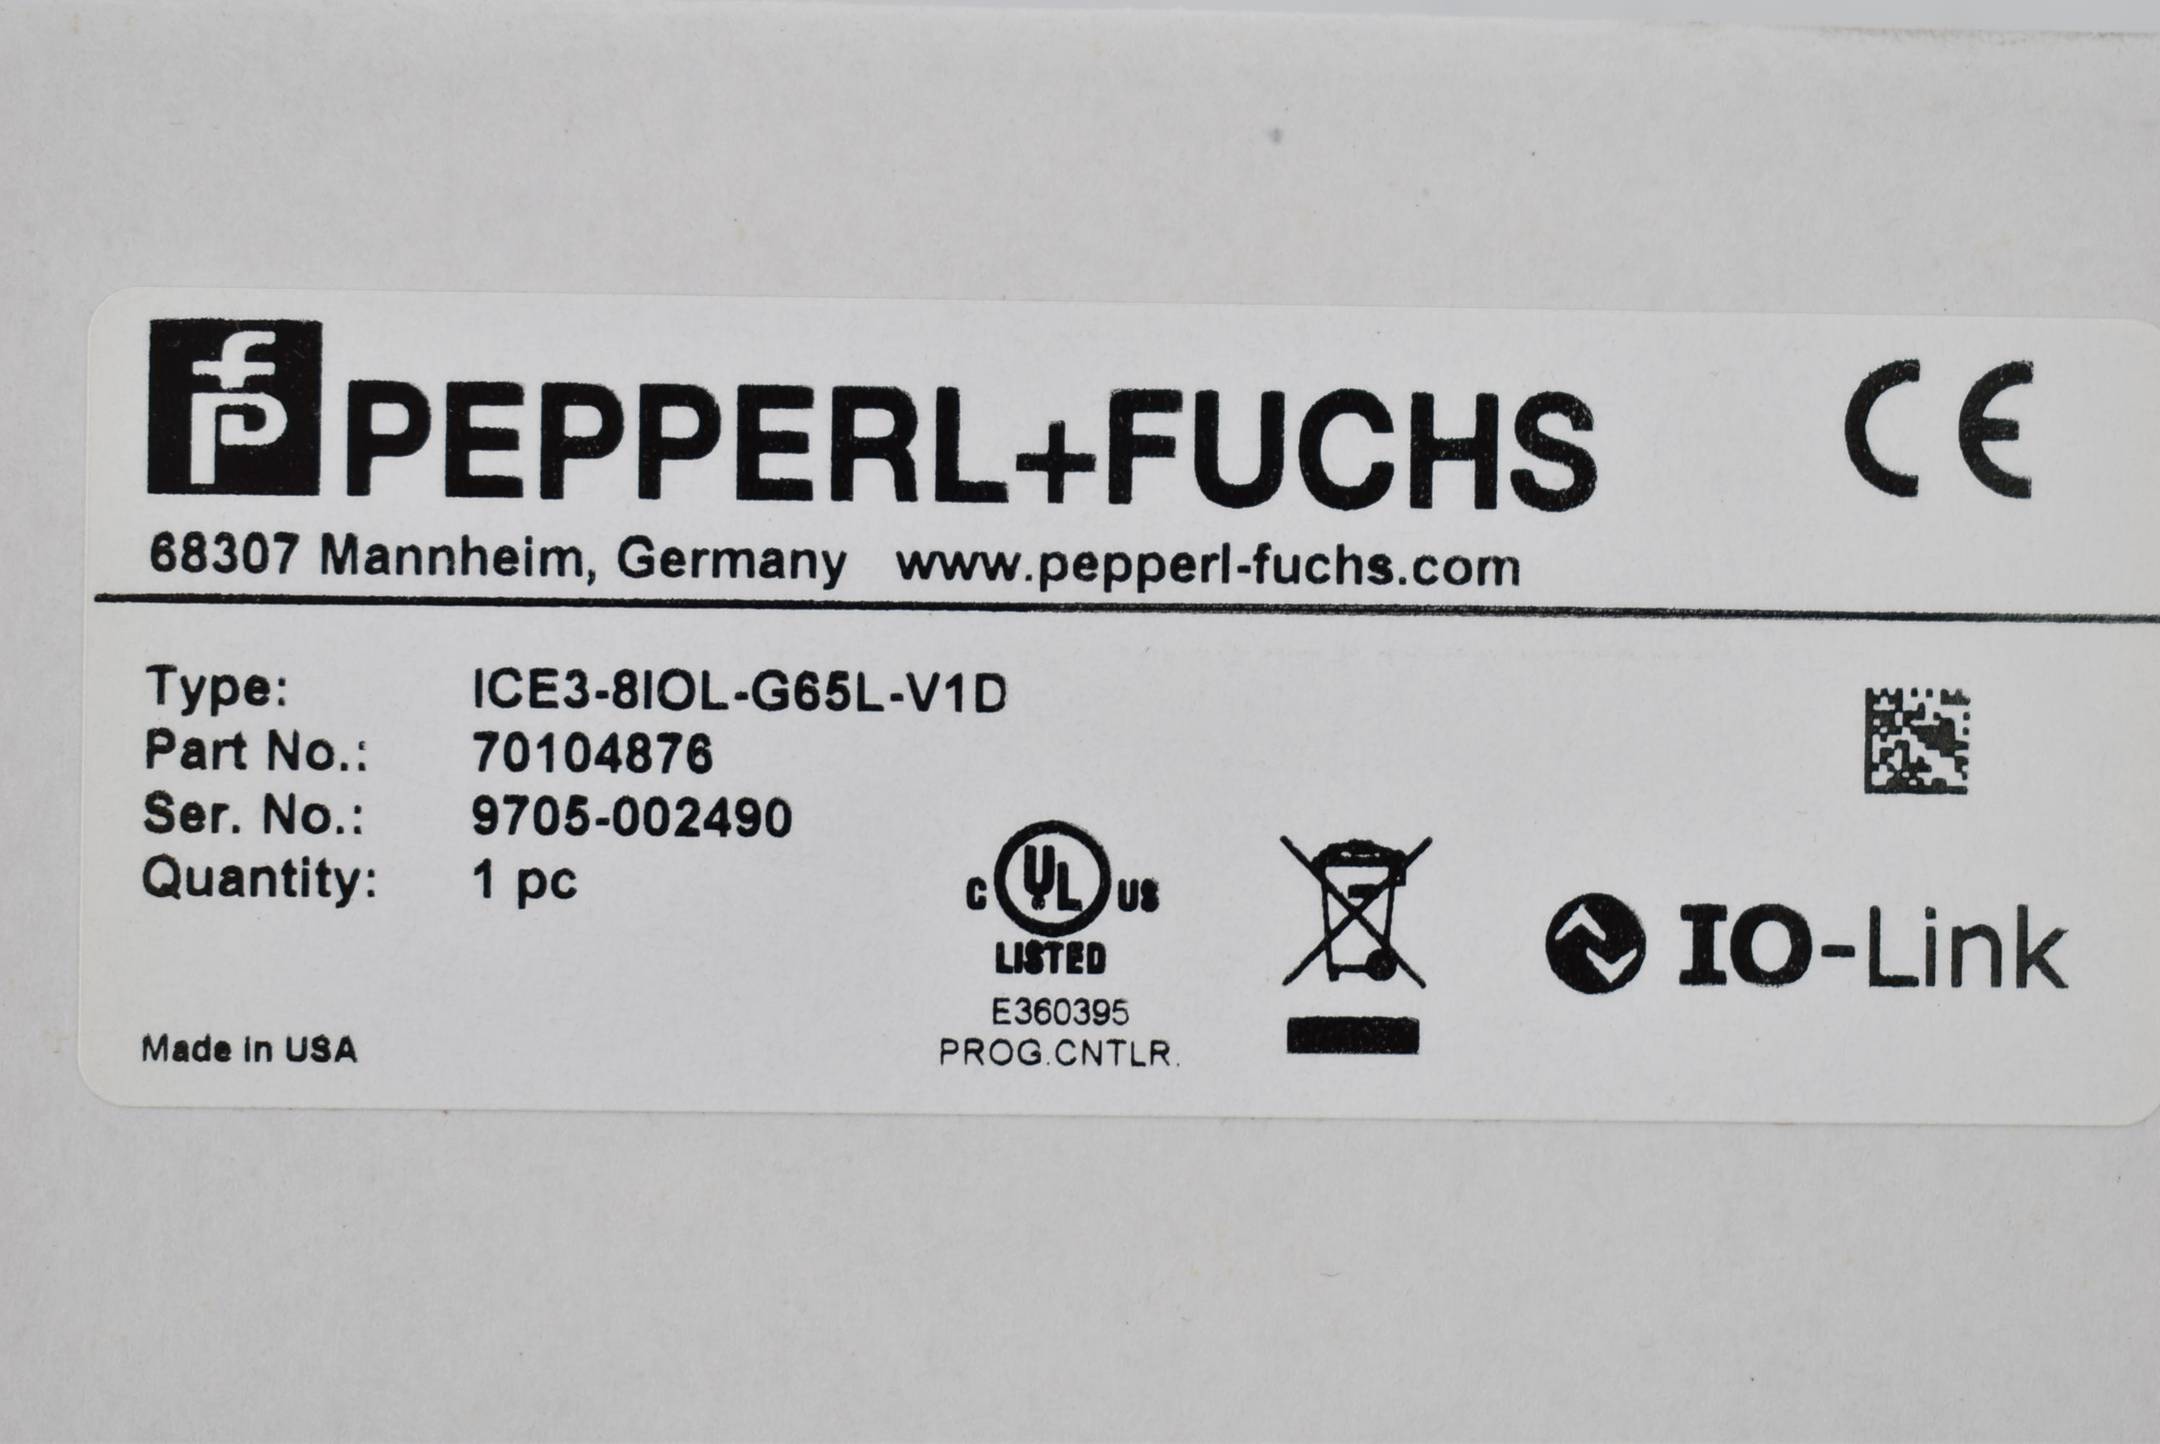 fp PEPPERL+FUCHS CE
68307 Mannheim, Germany www.pepperl-fuchs.com
Type: ICE3-8IOL-G65L-V1D
Part No.: 70104876
Ser. No.: 9705-002490
Quantity: 1 pc
C UL US
LISTED
E360395
PROG.CNTLR.
IO-Link
Made in USA